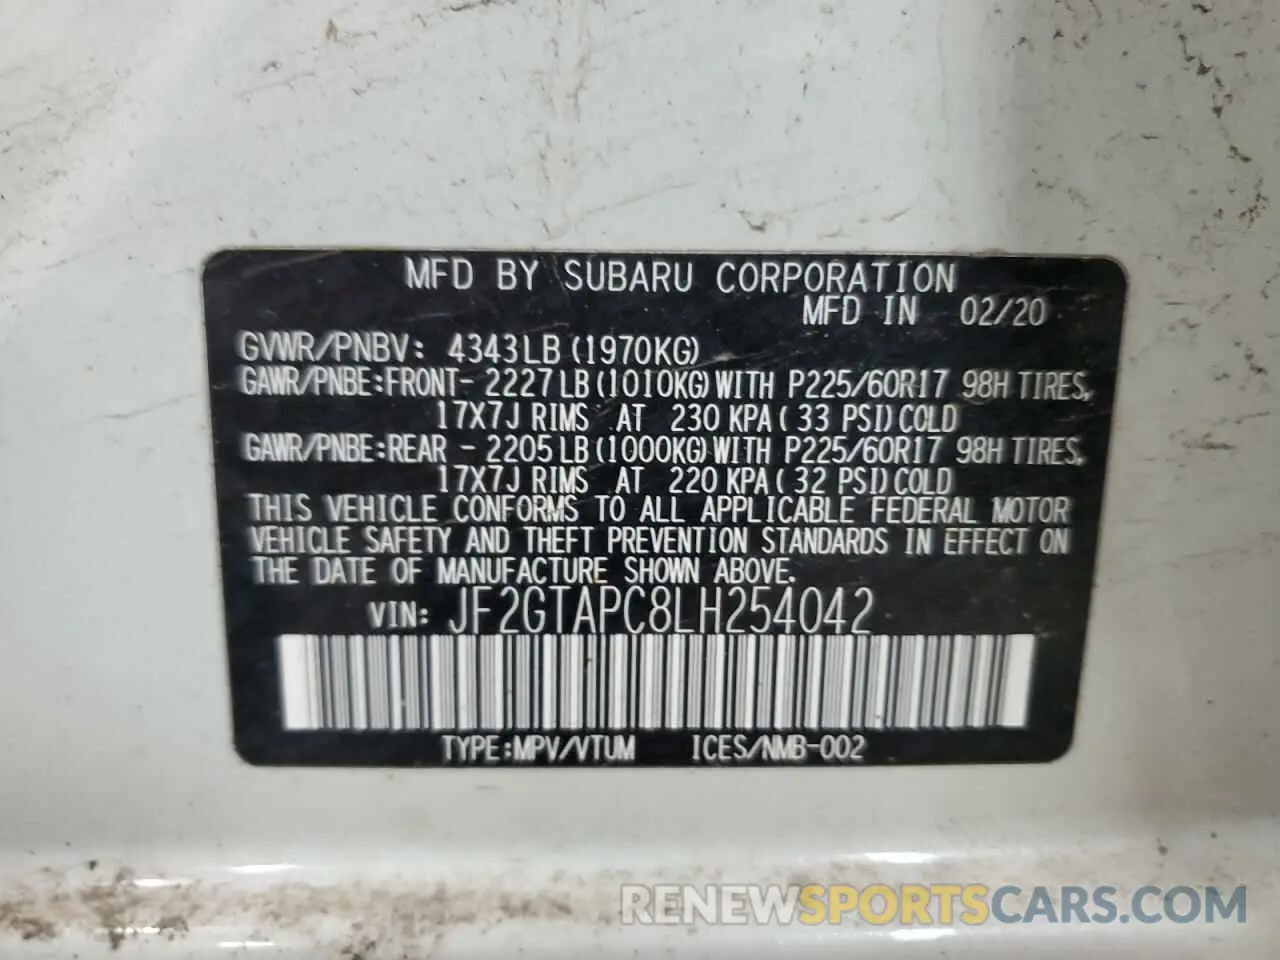 MFD BY SUBARU CORPORATION
MFD IN 02/20
GVWR/PNBV: 4343LB (1970KG)
GAWR/PNBE:FRONT- 2227LB (1010KG) WITH P225/60R17 98H TIRES,
17X7J RIMS AT 230 KPA ( 33 PSI) COLD
GAWR/PNBE:REAR - 2205LB (1000KG) WITH P225/60R17 98H TIRES,
17X7J RIMS AT 220 KPA ( 32 PSI) COLD
THIS VEHICLE CONFORMS TO ALL APPLICABLE FEDERAL MOTOR
VEHICLE SAFETY AND THEFT PREVENTION STANDARDS IN EFFECT ON
THE DATE OF MANUFACTURE SHOWN ABOVE.
VIN: JF2GTAPC8LH254042
TYPE:MPV/VTUM ICES/NMB-002
RENEWSPORTSCARS.COM